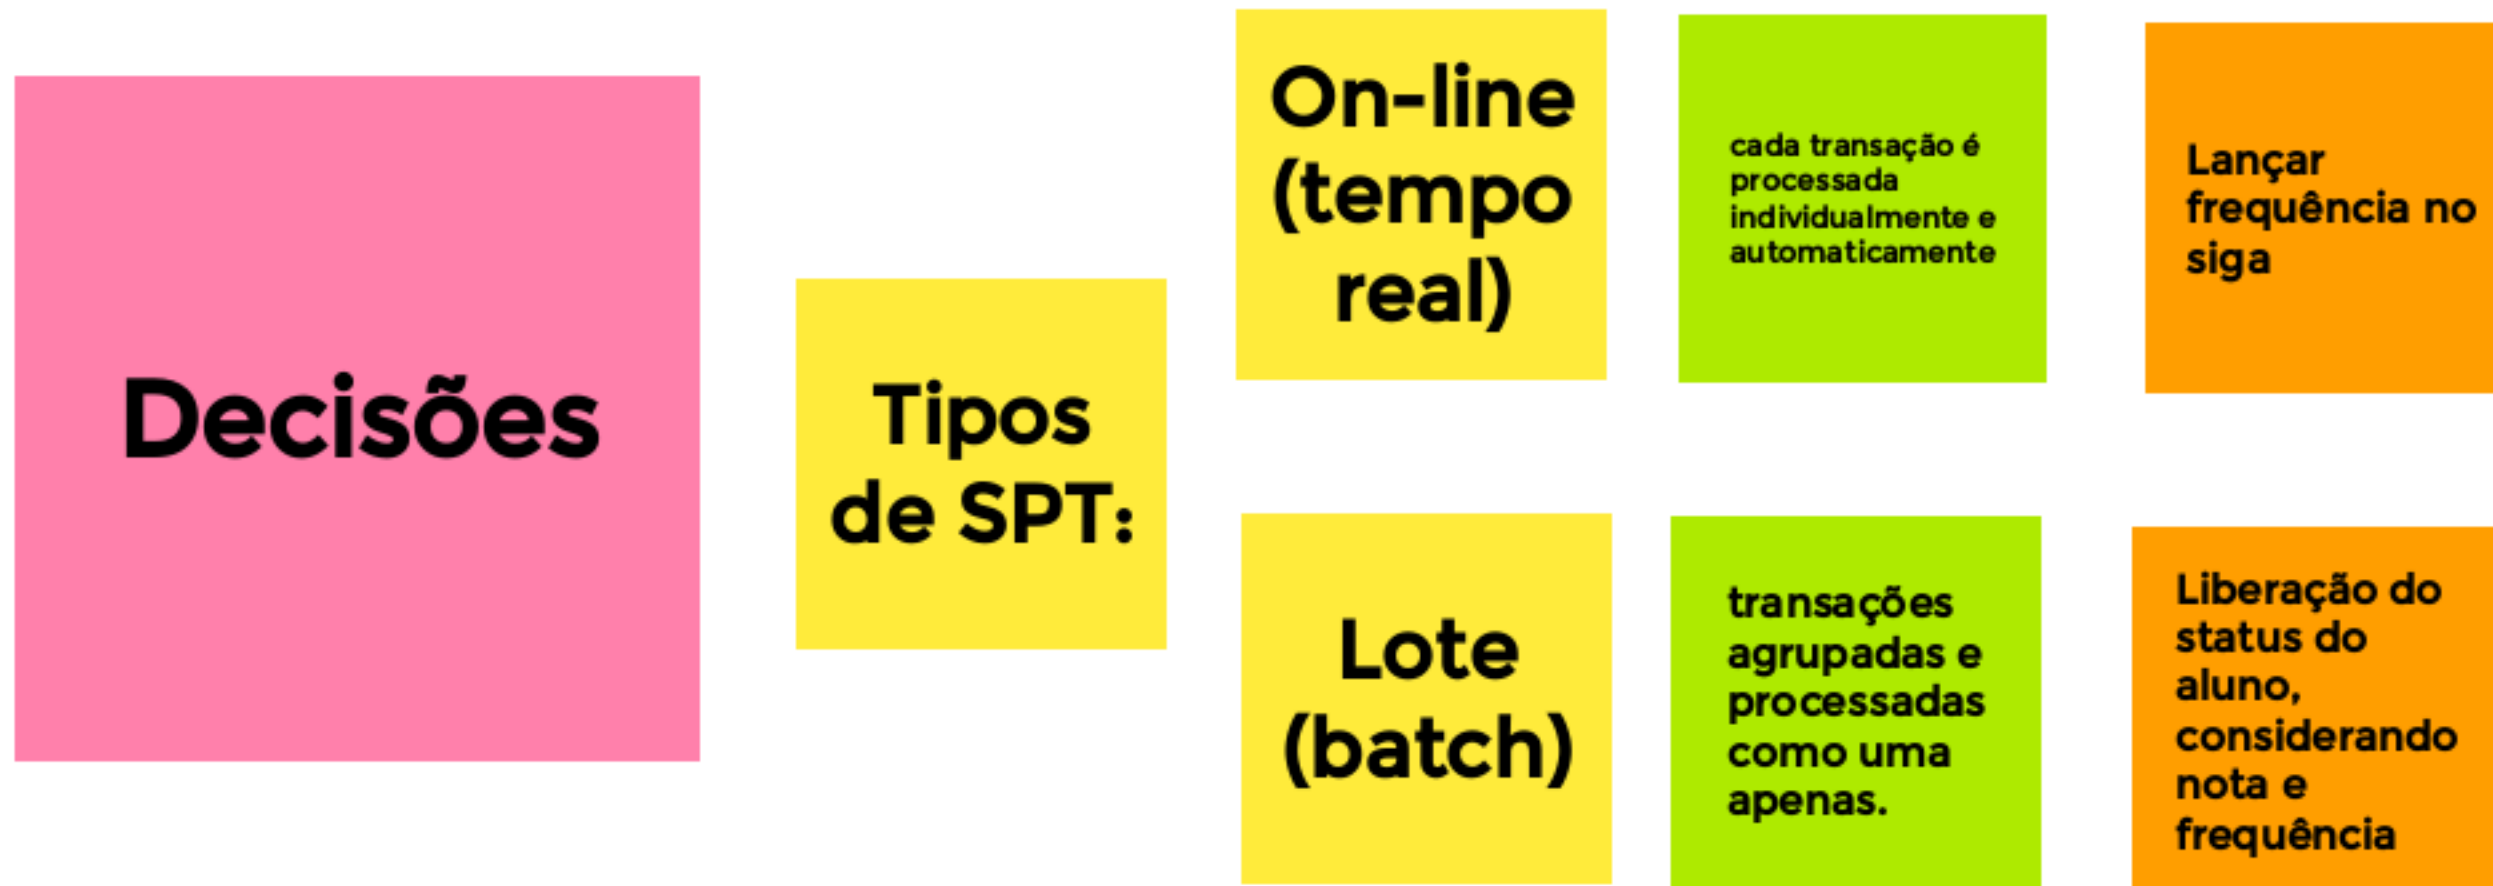 Decisões
Tipos
de SPT:
On-line
(tempo
real)
cada transação é
processada
individualmente e
automaticamente
Lançar
frequência no
siga
Lote
(batch)
transações
agrupadas e
processadas
como uma
apenas.
Liberação do
status do
aluno,
considerando
nota e
frequência